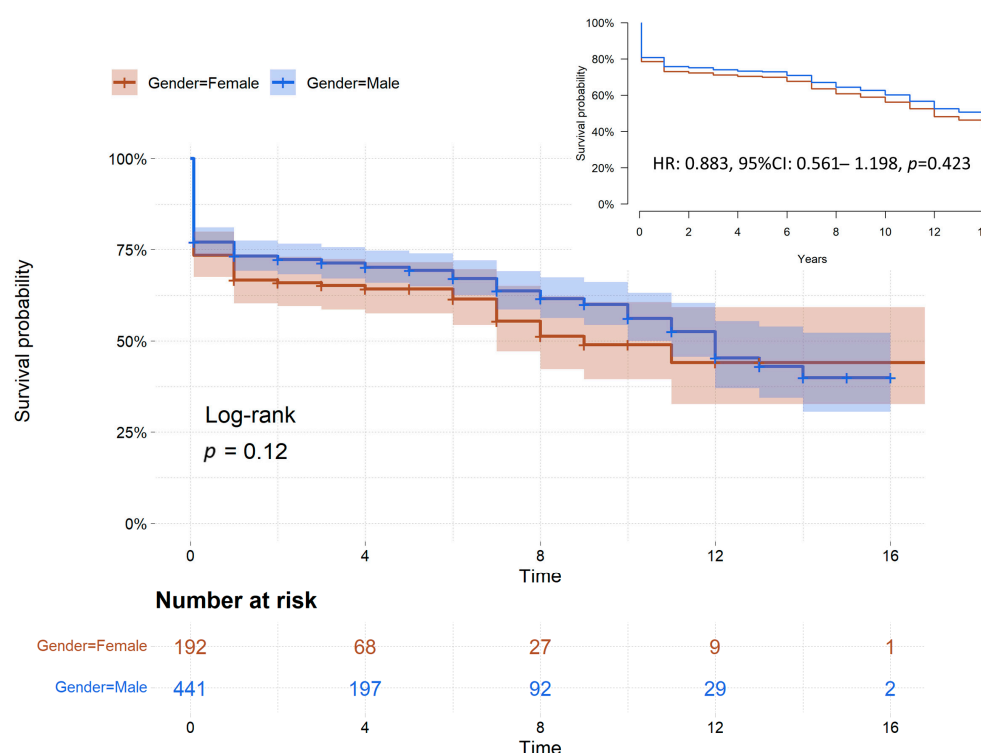 Gender=Female Gender=Male
Survival probability
100%
75%
50%
25%
0%
Log-rank
p = 0.12
0 4 8 12 16
Time
Survival probability
100%
80%
60%
40%
20%
0%
HR: 0.883, 95%CI: 0.561– 1.198, p=0.423
0 2 4 6 8 10 12 1
Years
Number at risk
Gender=Female 192 68 27 9 1
Gender=Male 441 197 92 29 2
0 4 8 12 16
Time